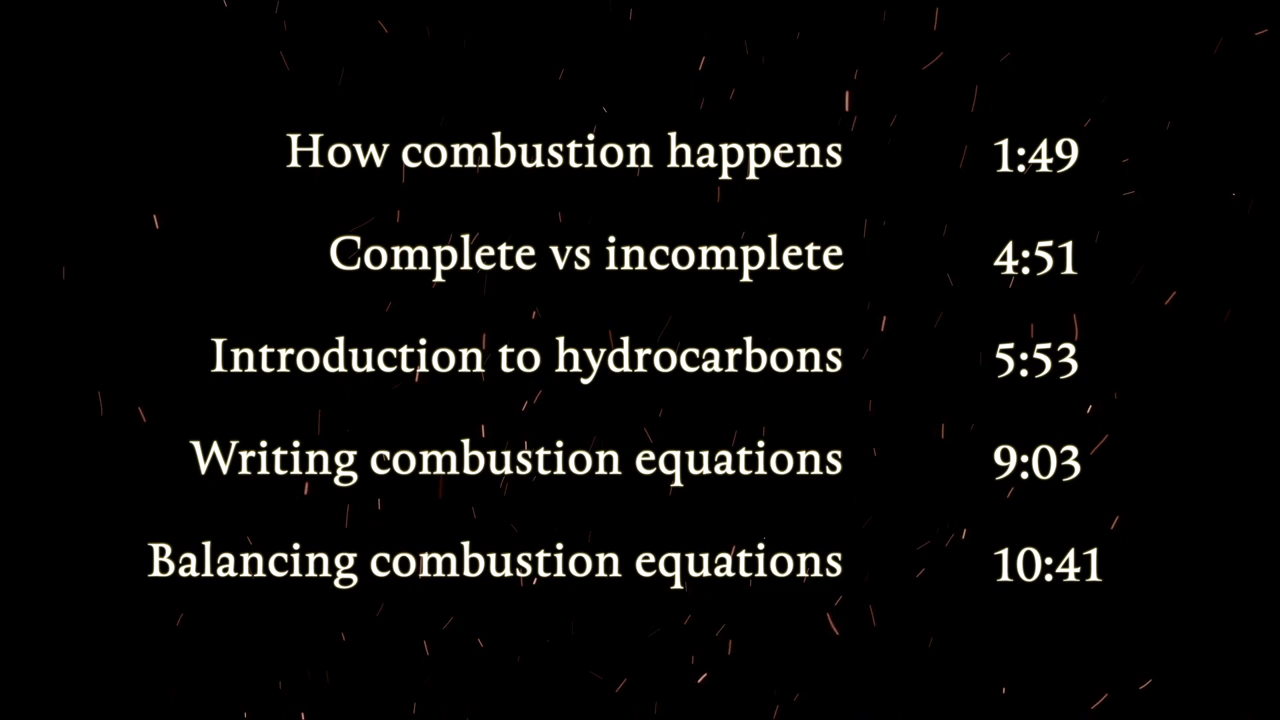 How combustion happens 1:49
Complete vs incomplete 4:51
Introduction to hydrocarbons 5:53
Writing combustion equations 9:03
Balancing combustion equations 10:41